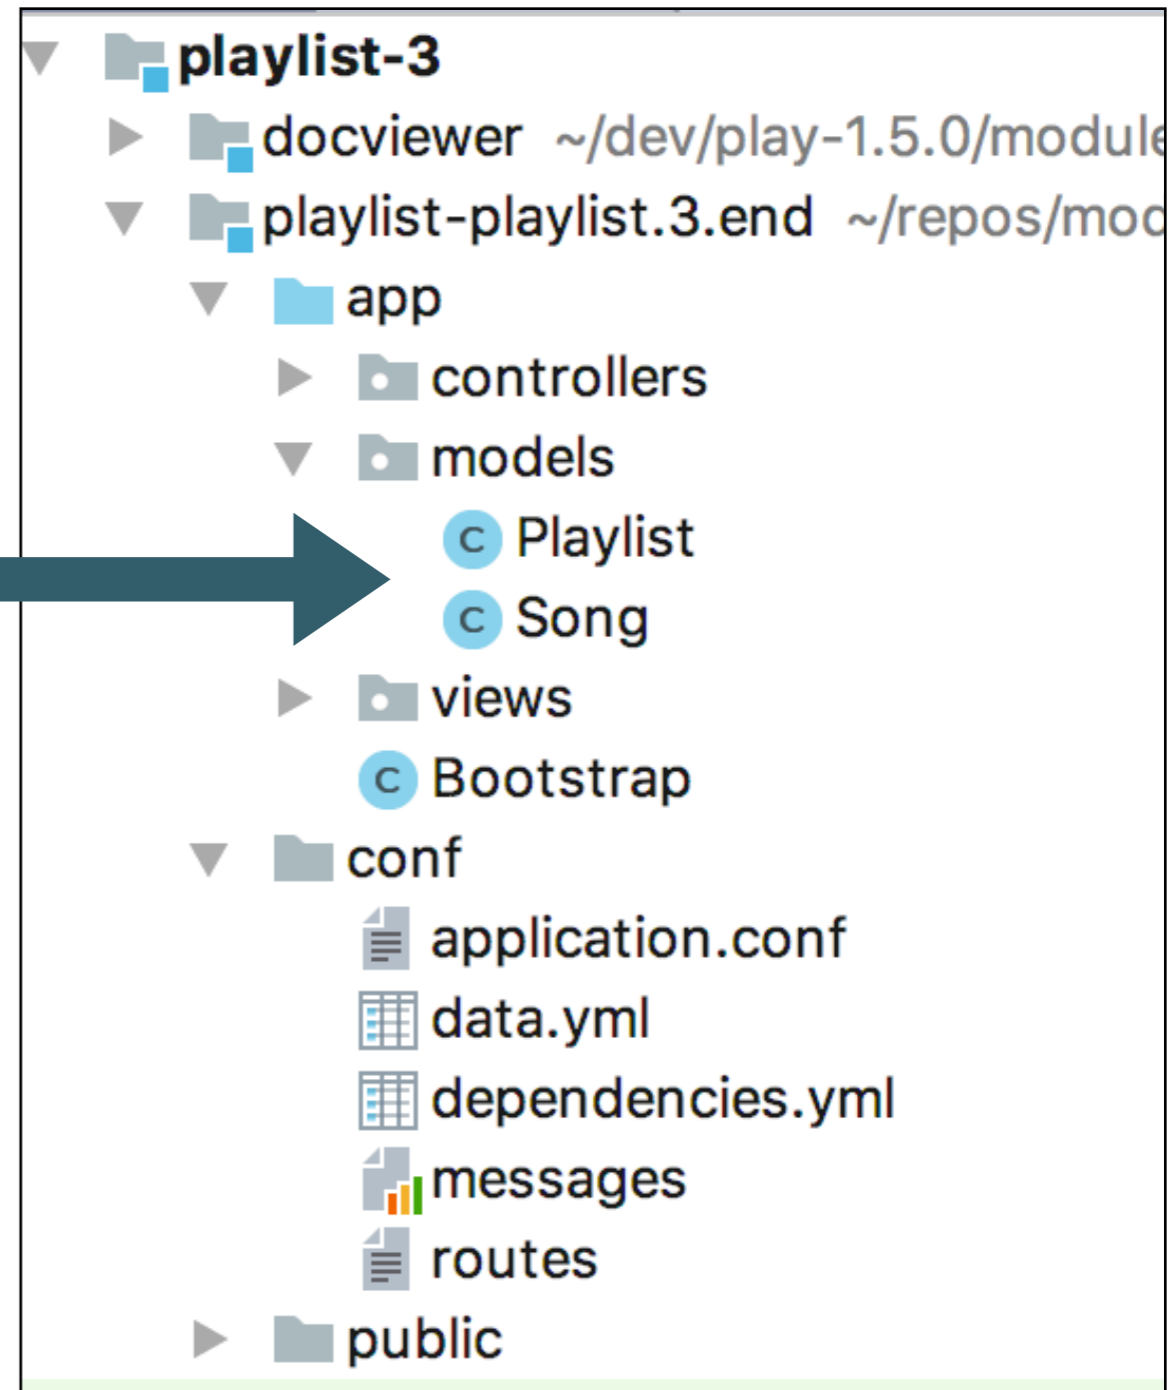 playlist-3
docviewer ~/dev/play-1.5.0/module
playlist-playlist.3.end ~/repos/mod
app
controllers
models
C Playlist
C Song
views
C Bootstrap
conf
application.conf
data.yml
dependencies.yml
messages
routes
public